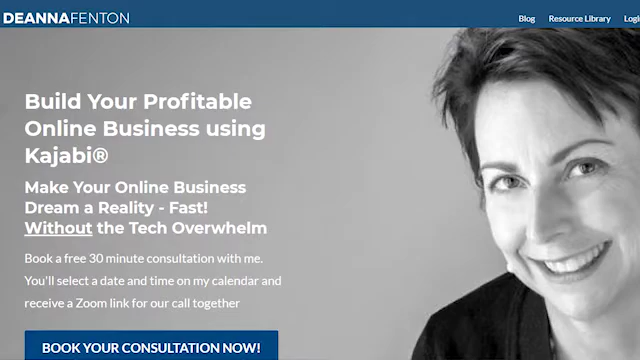 DEANNAFENTON
Blog Resource Library
Build Your Profitable
Online Business using
Kajabi®
Make Your Online Business
Dream a Reality - Fast!
Without the Tech Overwhelm
Book a free 30 minute consultation with me.
You'll select a date and time on my calendar and
receive a Zoom link for our call together
BOOK YOUR CONSULTATION NOW!